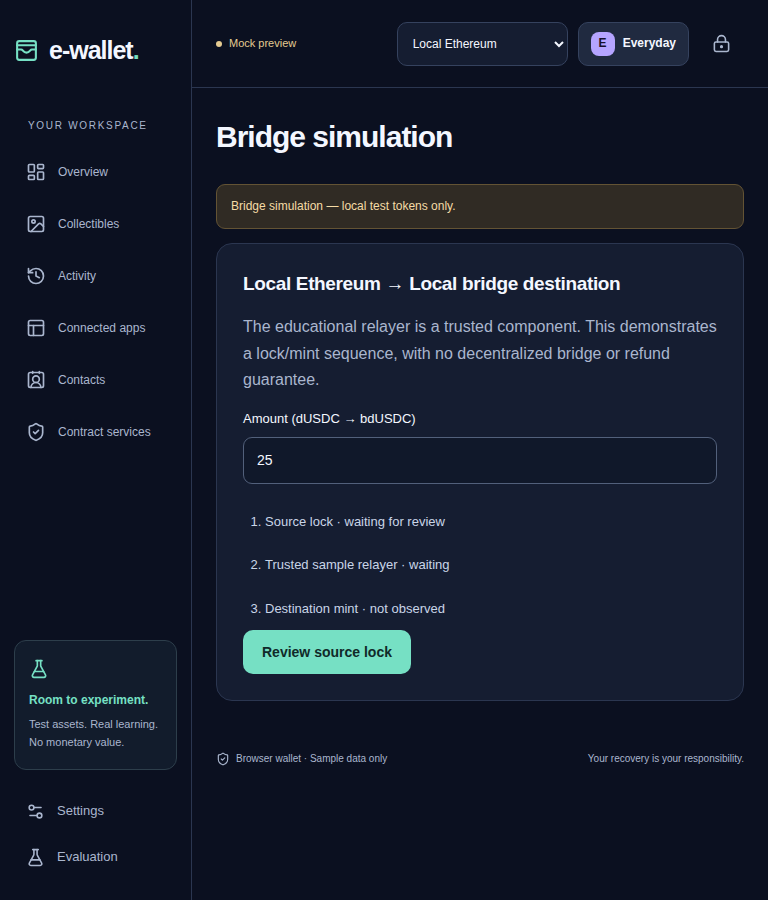 e-wallet.
Mock preview
Local Ethereum
E
Everyday
YOUR WORKSPACE
Overview
Collectibles
Activity
Connected apps
Contacts
Contract services
Room to experiment.
Test assets. Real learning.
No monetary value.
Settings
Evaluation
Bridge simulation
Bridge simulation — local test tokens only.
Local Ethereum → Local bridge destination
The educational relayer is a trusted component. This demonstrates
a lock/mint sequence, with no decentralized bridge or refund
guarantee.
Amount (dUSDC → bdUSDC)
25
1. Source lock · waiting for review
2. Trusted sample relayer · waiting
3. Destination mint · not observed
Review source lock
Browser wallet · Sample data only
Your recovery is your responsibility.